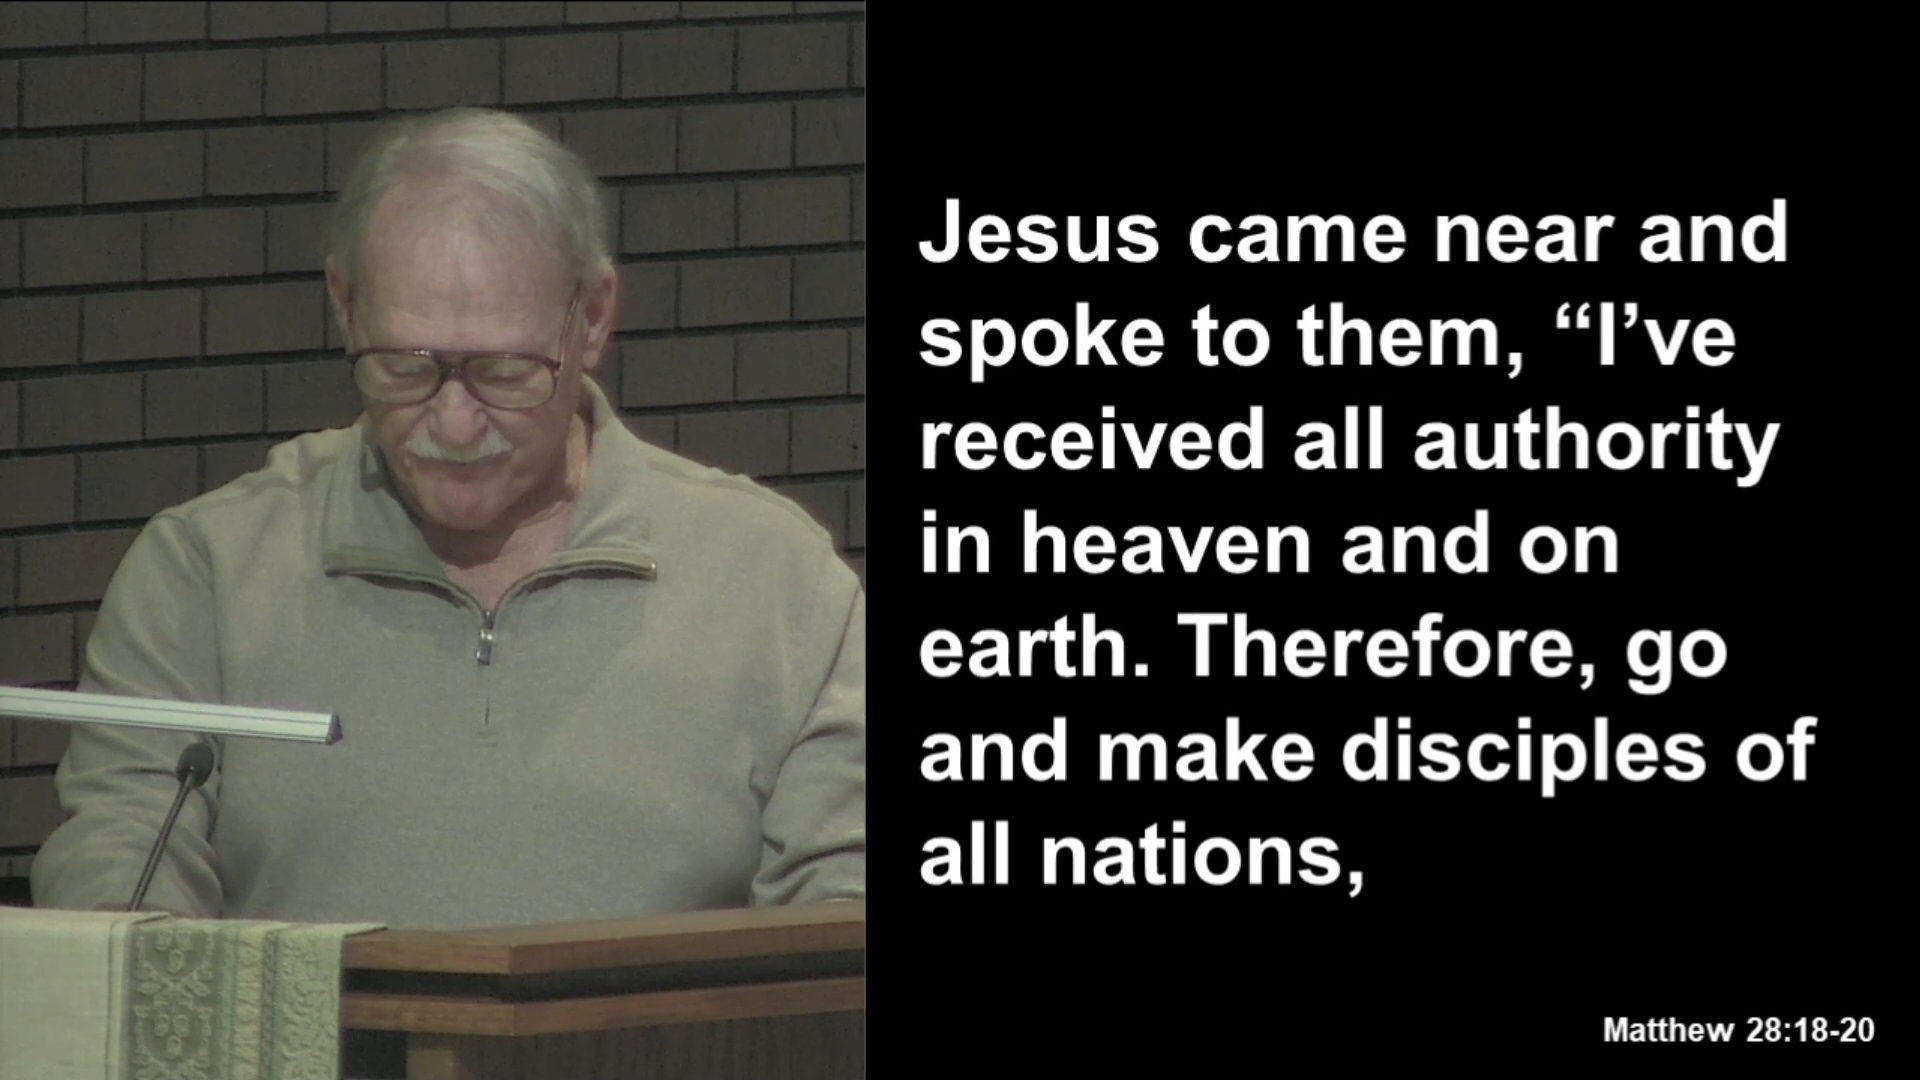 Jesus came near and
spoke to them, “I’ve
received all authority
in heaven and on
earth. Therefore, go
and make disciples of
all nations,
Matthew 28:18-20